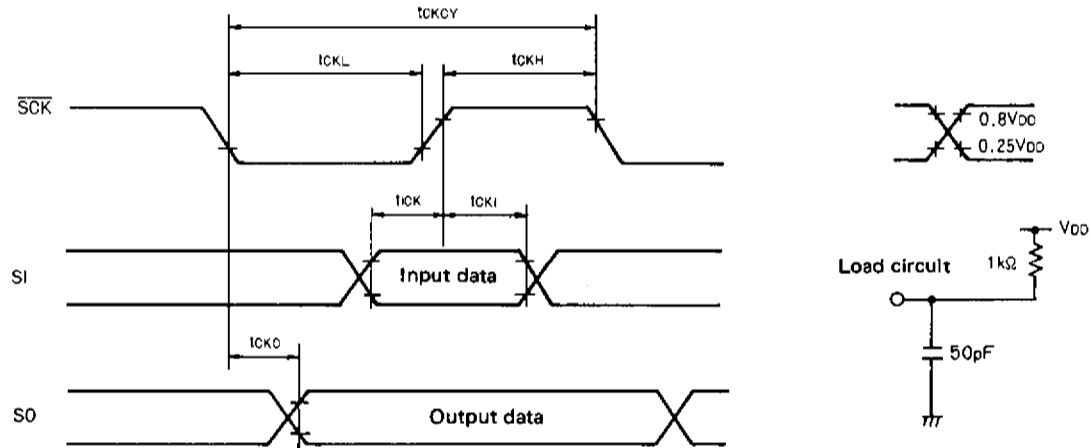 tCKCY
tCKL
tCKH
SCK
0.8VDD
0.25VDD
tICK
tCKI
VDD
1kΩ
SI
Input data
Load circuit
tCKO
50pF
SO
Output data